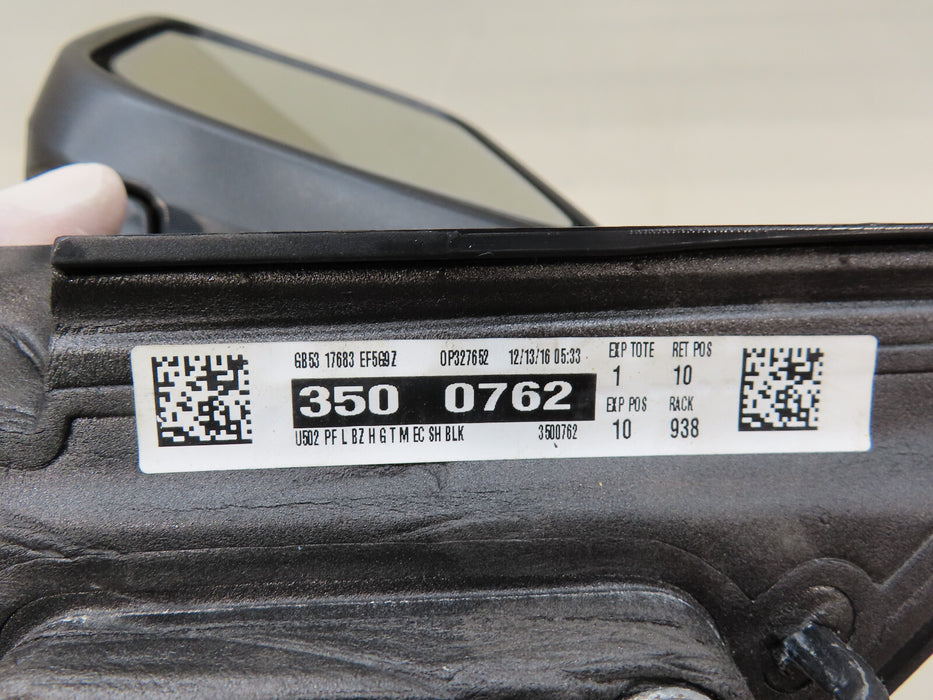 GB53 17683 EF5G9Z OP327652 12/13/16 05:33
350 0762
U502 PF L BZ H G T M EC SH BLK 3500762
EXP TOTE RET POS
1 10
EXP POS RACK
10 938